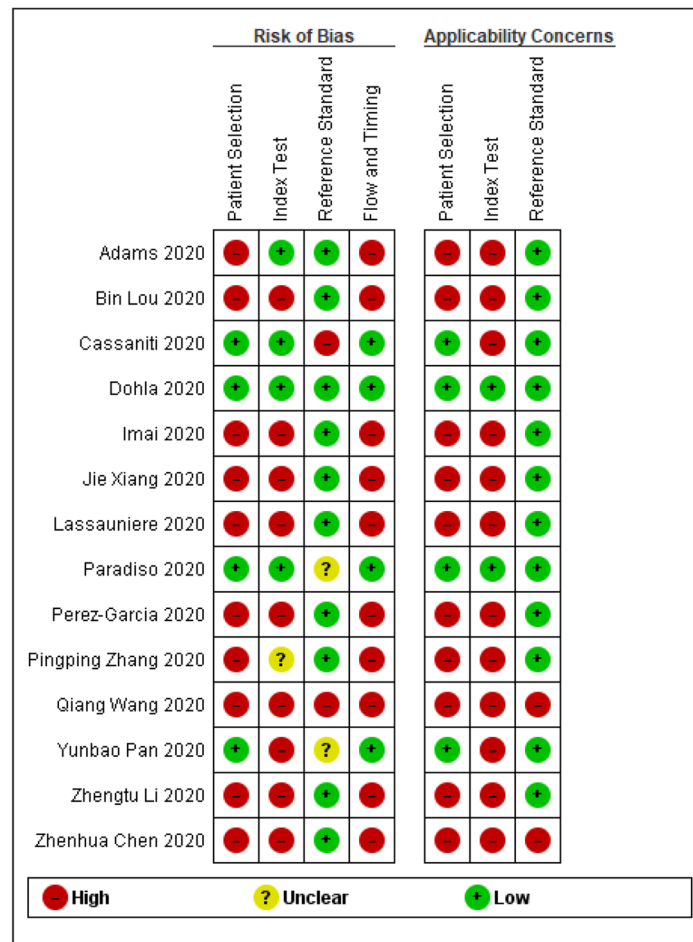 Risk of Bias Applicability Concerns
Patient Selection Index Test Reference Standard Flow and Timing Patient Selection Index Test Reference Standard
Adams 2020 - + + - - - +
Bin Lou 2020 - - + - - - +
Cassaniti 2020 + + - + + - +
Dohla 2020 + + + + + + +
Imai 2020 - - + - - - +
Jie Xiang 2020 - - + - - - +
Lassauniere 2020 - - + - - - +
Paradiso 2020 + + ? + + + +
Perez-Garcia 2020 - - + - - - +
Pingping Zhang 2020 - ? + - - - +
Qiang Wang 2020 - - - - - - -
Yunbao Pan 2020 + - ? + + - +
Zhengtu Li 2020 - - + - - - +
Zhenhua Chen 2020 - - + - - - -
- High ? Unclear + Low